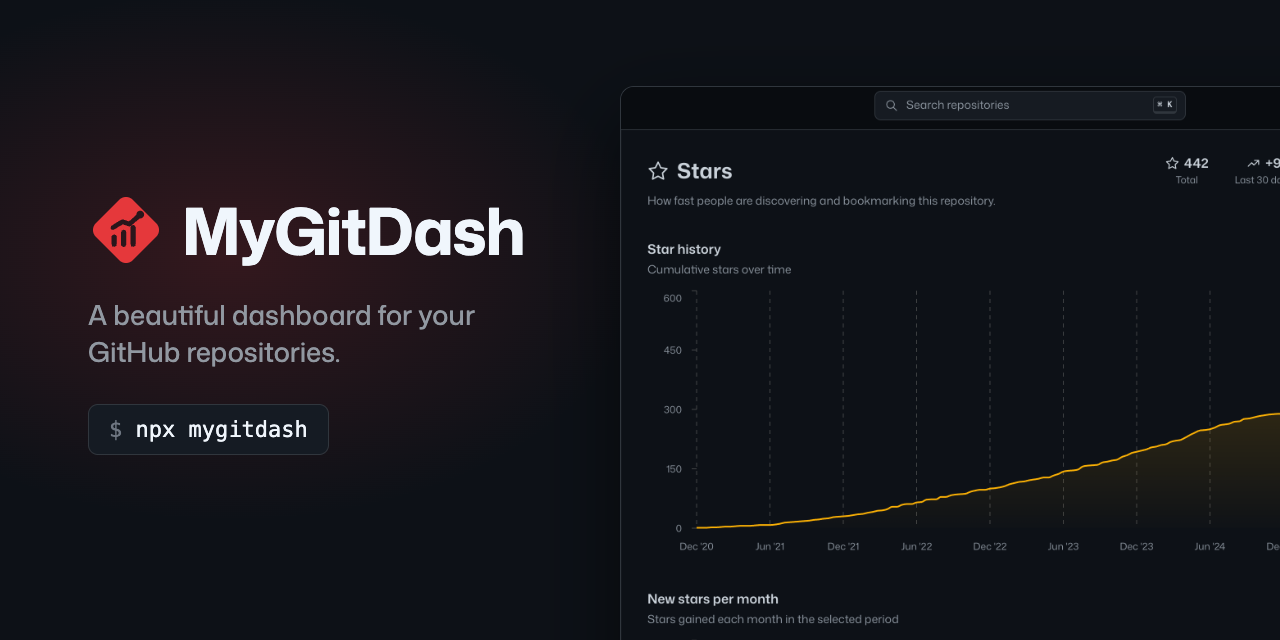 MyGitDash
A beautiful dashboard for your
GitHub repositories.
$ npx mygitdash
Search repositories
⌘ K
Stars
442
Total
+9
Last 30 da
How fast people are discovering and bookmarking this repository.
Star history
Cumulative stars over time
600
450
300
150
0
Dec '20 Jun '21 Dec '21 Jun '22 Dec '22 Jun '23 Dec '23 Jun '24 De
New stars per month
Stars gained each month in the selected period